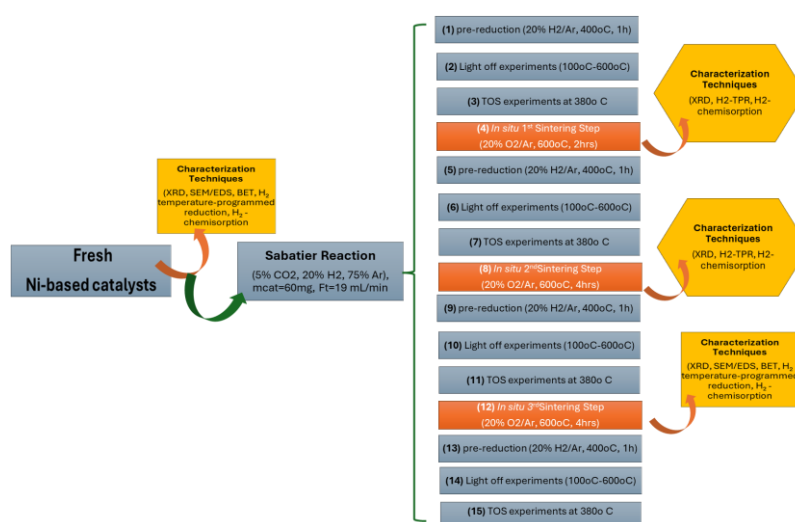 Fresh
Ni-based catalysts
Characterization
Techniques
(XRD, SEM/EDS, BET, H2
temperature-programmed
reduction, H2 -
chemisorption
Sabatier Reaction
(5% CO2, 20% H2, 75% Ar),
mcat=60mg, Ft=19 mL/min
(1) pre-reduction (20% H2/Ar, 400oC, 1h)
(2) Light off experiments (100oC-600oC)
(3) TOS experiments at 380o C
(4) In situ 1st Sintering Step
(20% O2/Ar, 600oC, 2hrs)
(5) pre-reduction (20% H2/Ar, 400oC, 1h)
(6) Light off experiments (100oC-600oC)
(7) TOS experiments at 380o C
(8) In situ 2nd Sintering Step
(20% O2/Ar, 600oC, 4hrs)
(9) pre-reduction (20% H2/Ar, 400oC, 1h)
(10) Light off experiments (100oC-600oC)
(11) TOS experiments at 380o C
(12) In situ 3rd Sintering Step
(20% O2/Ar, 600oC, 4hrs)
(13) pre-reduction (20% H2/Ar, 400oC, 1h)
(14) Light off experiments (100oC-600oC)
(15) TOS experiments at 380o C
Characterization
Techniques
(XRD, H2-TPR, H2-
chemisorption
Characterization
Techniques
(XRD, H2-TPR, H2-
chemisorption
Characterization
Techniques
(XRD, SEM/EDS, BET, H2
temperature-programmed
reduction, H2 -
chemisorption